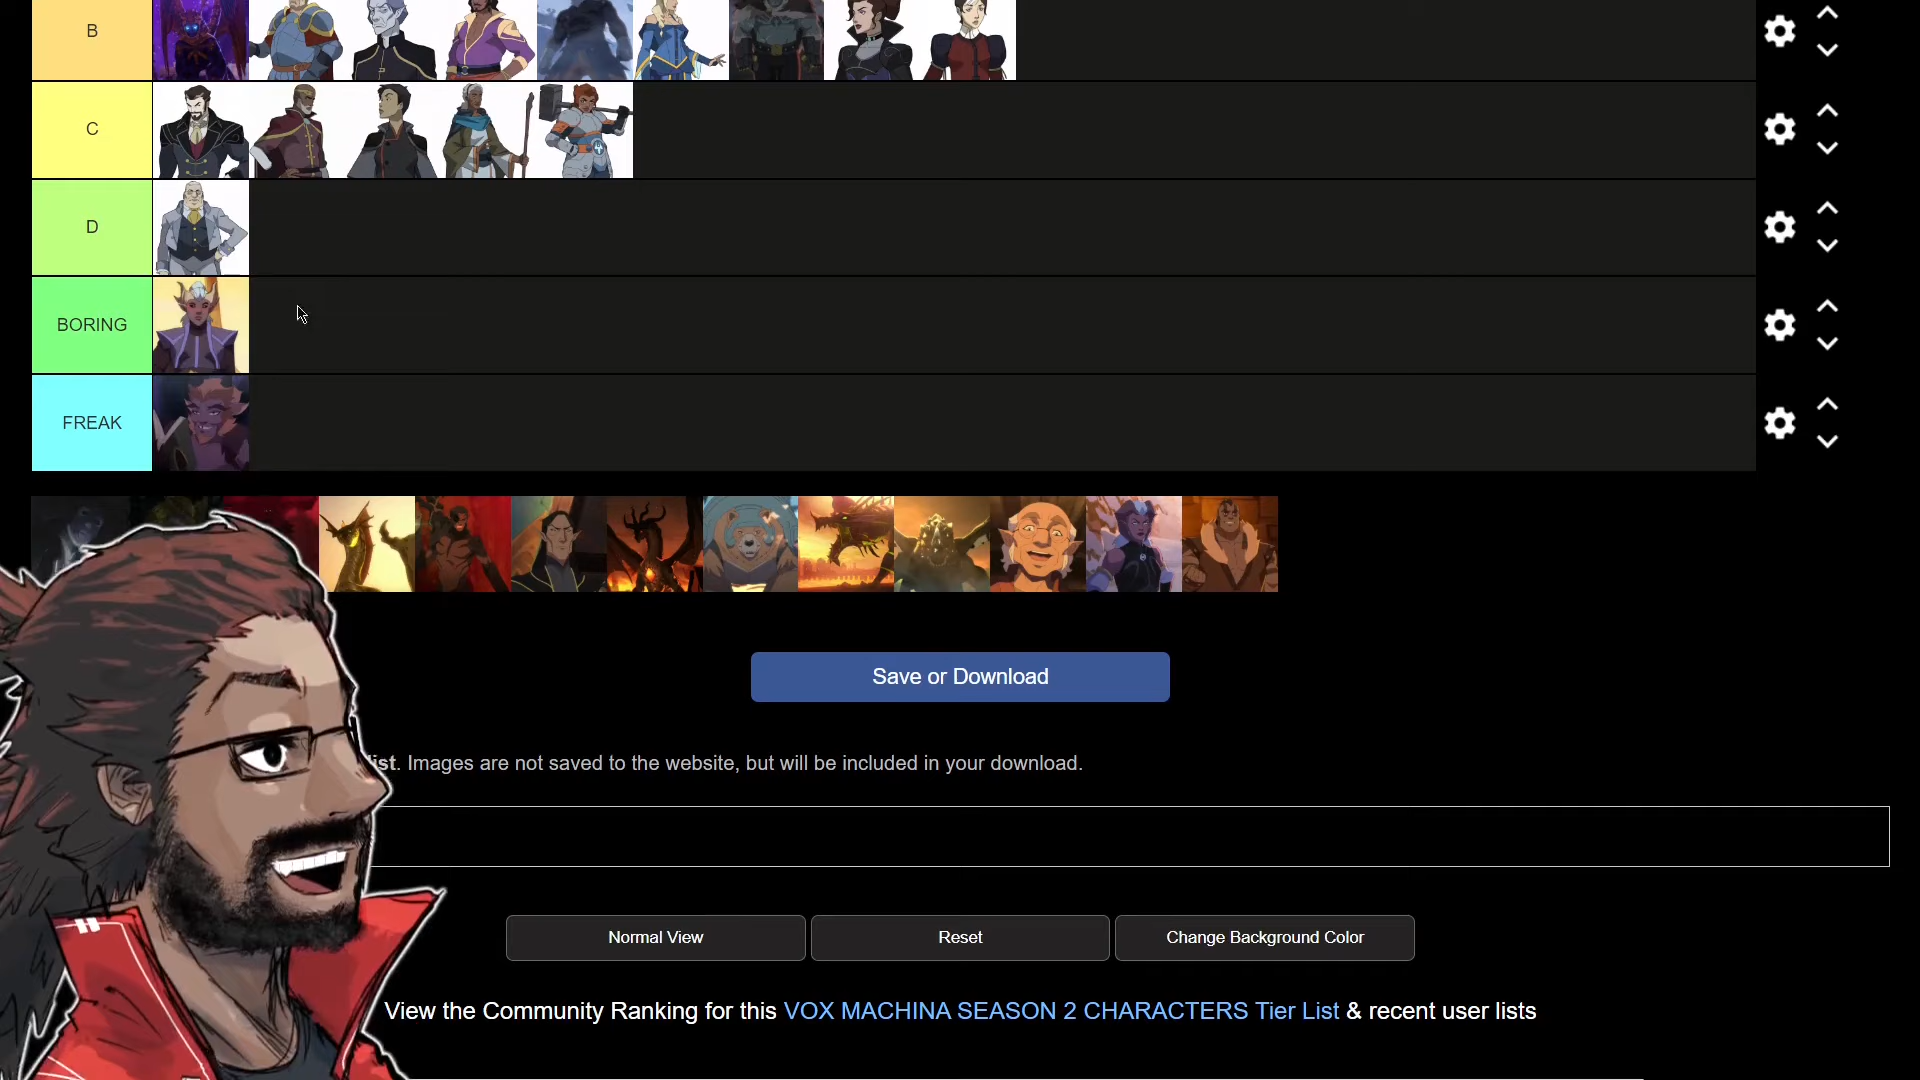 B
C
D
BORING
FREAK
Save or Download
list. Images are not saved to the website, but will be included in your download.
Normal View
Reset
Change Background Color
View the Community Ranking for this VOX MACHINA SEASON 2 CHARACTERS Tier List & recent user lists